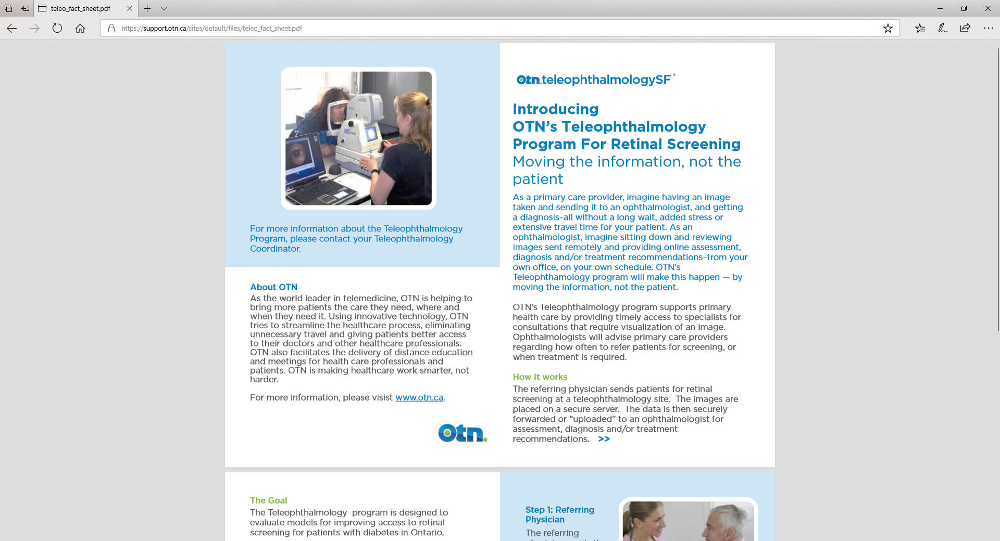 teleo_fact_sheet.pdf
https://support.otn.ca/sites/default/files/teleo_fact_sheet.pdf
For more information about the Teleophthalmology
Program, please contact your Teleophthalmology
Coordinator.
About OTN
As the world leader in telemedicine, OTN is helping to
bring more patients the care they need, where and
when they need it. Using innovative technology, OTN
tries to streamline the healthcare process, eliminating
unnecessary travel and giving patients better access
to their doctors and other healthcare professionals.
OTN also facilitates the delivery of distance education
and meetings for health care professionals and
patients. OTN is making healthcare work smarter, not
harder.
For more information, please visist www.otn.ca.
Otn.
Otn.teleophthalmologySF®
Introducing
OTN’s Teleophthalmology
Program For Retinal Screening
Moving the information, not the
patient
As a primary care provider, imagine having an image
taken and sending it to an ophthalmologist, and getting
a diagnosis–all without a long wait, added stress or
extensive travel time for your patient. As an
ophthalmologist, imagine sitting down and reviewing
images sent remotely and providing online assessment,
diagnosis and/or treatment recommendations–from your
own office, on your own schedule. OTN’s
Teleophthamology program will make this happen — by
moving the information, not the patient.
OTN’s Teleophthalmology program supports primary
health care by providing timely access to specialists for
consultations that require visualization of an image.
Ophthalmologists will advise primary care providers
regarding how often to refer patients for screening, or
when treatment is required.
How it works
The referring physician sends patients for retinal
screening at a teleophthalmology site.  The images are
placed on a secure server.  The data is then securely
forwarded or “uploaded” to an ophthalmologist for
assessment, diagnosis and/or treatment
recommendations. >>
The Goal
The Teleophthalmology  program is designed to
evaluate models for improving access to retinal
screening for patients with diabetes in Ontario.
Step 1: Referring
Physician
The referring